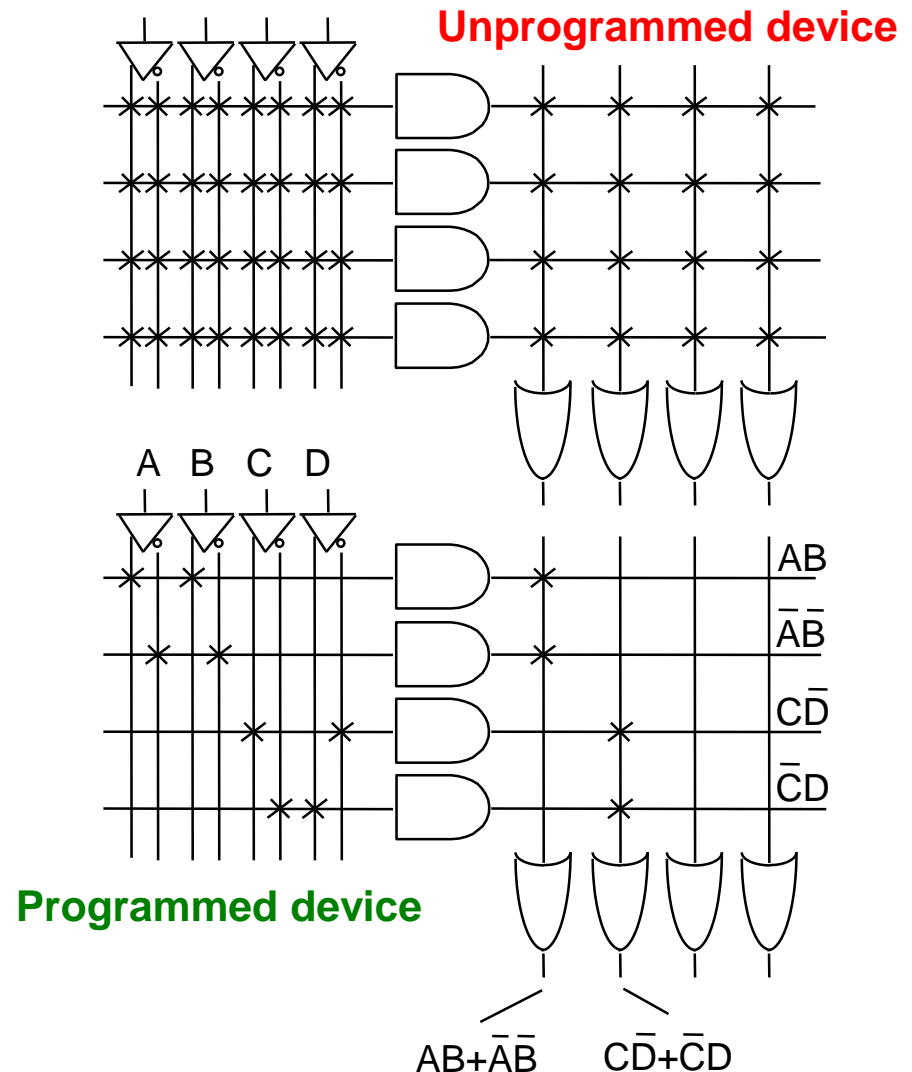 Unprogrammed device
A B C D
AB
A̅B̅
CD̅
C̅D
Programmed device
AB+A̅B̅ CD̅+C̅D